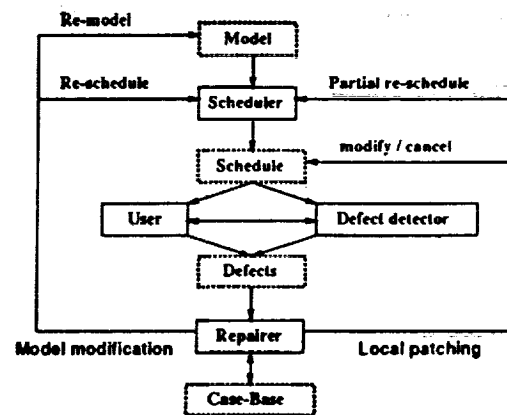 Re-model
Model
Re-schedule
Scheduler
Partial re-schedule
modify / cancel
Schedule
User
Defect detector
Defects
Repairer
Model modification
Local patching
Case-Base